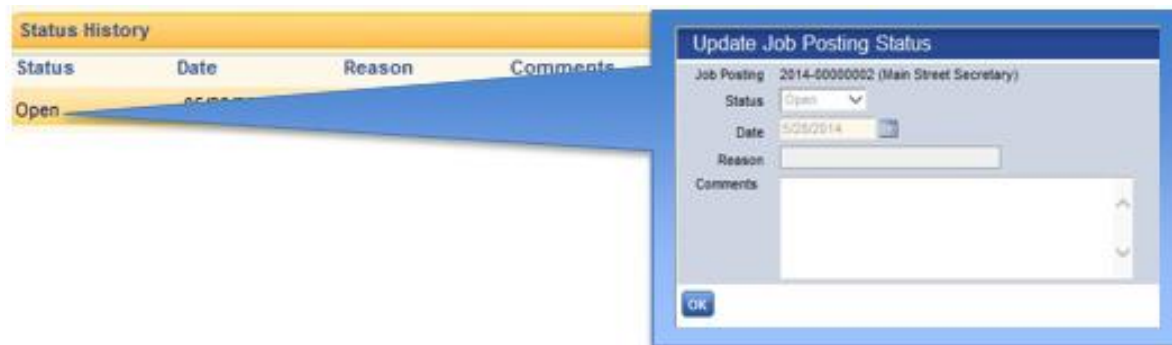 Status History
Status Date Reason Comments
Open
Update Job Posting Status
Job Posting 2014-00000002 (Main Street Secretary)
Status Open
Date 5/28/2014
Reason
Comments
OK